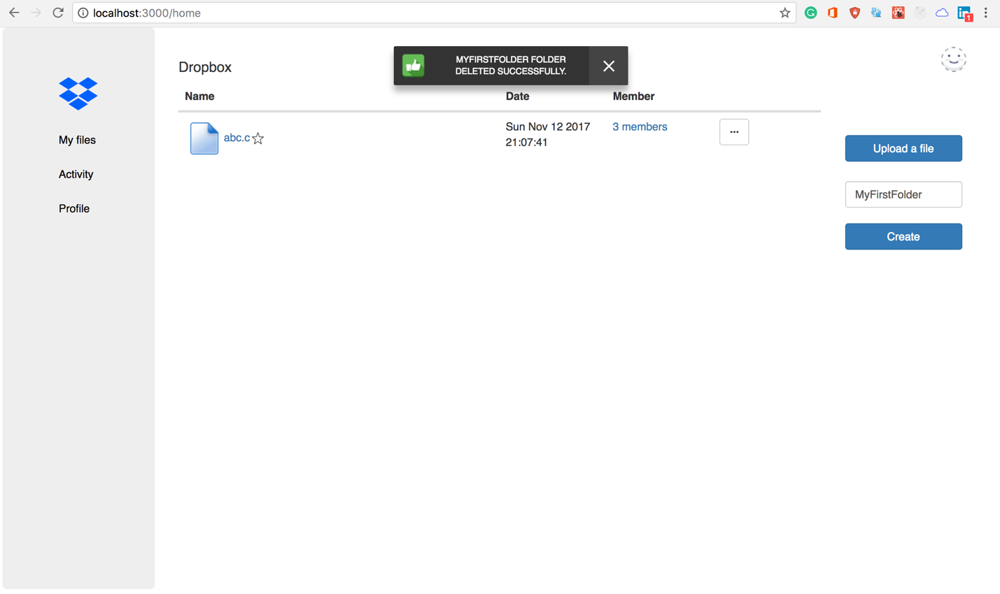 localhost:3000/home
1
MYFIRSTFOLDER FOLDER
DELETED SUCCESSFULLY.
Dropbox
Name Date Member
My files
Activity
Profile
abc.c
Sun Nov 12 2017
21:07:41
3 members
...
Upload a file
MyFirstFolder
Create